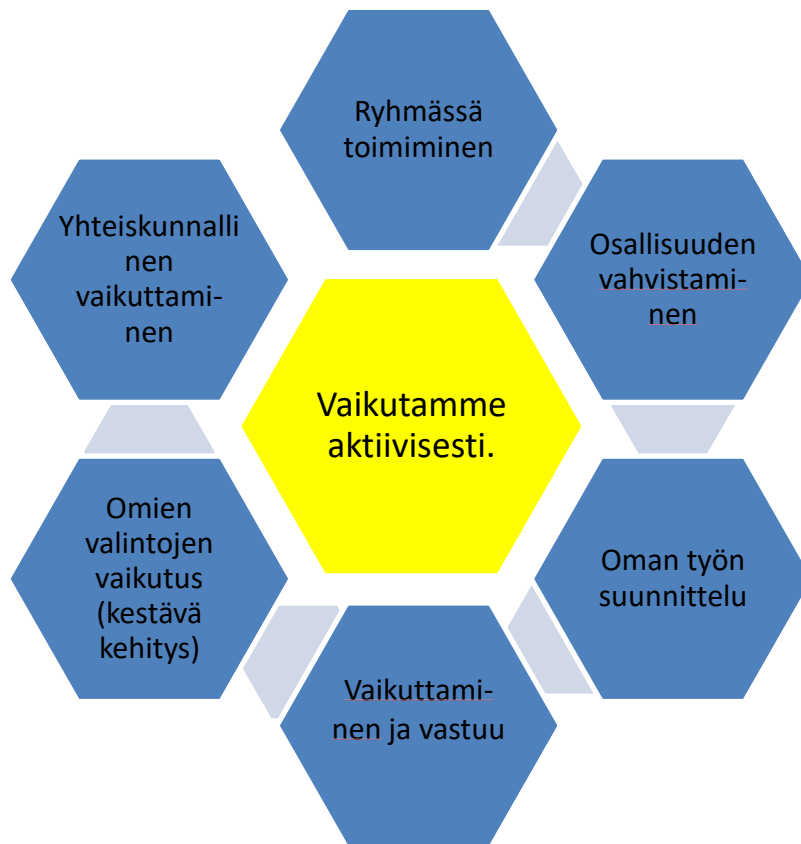 Ryhmässä
toimiminen
Osallisuuden
vahvistami-
nen
Oman työn
suunnittelu
Vaikuttami-
nen ja vastuu
Omien
valintojen
vaikutus
(kestävä
kehitys)
Yhteiskunnalli
nen
vaikuttami-
nen
Vaikutamme
aktiivisesti.